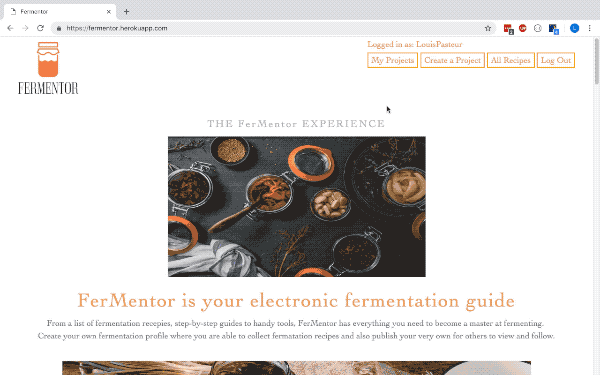 Fermentor
https://fermentor.herokuapp.com
Logged in as: LouisPasteur
My Projects
Create a Project
All Recipes
Log Out
FERMENTOR
THE FerMentor EXPERIENCE
FerMentor is your electronic fermentation guide
From a list of fermentation recepies, step-by-step guides to handy tools, FerMentor has everything you need to become a master at fermenting.
Create your own fermentation profile where you are able to collect fermatation recipes and also publish your very own for others to view and follow.